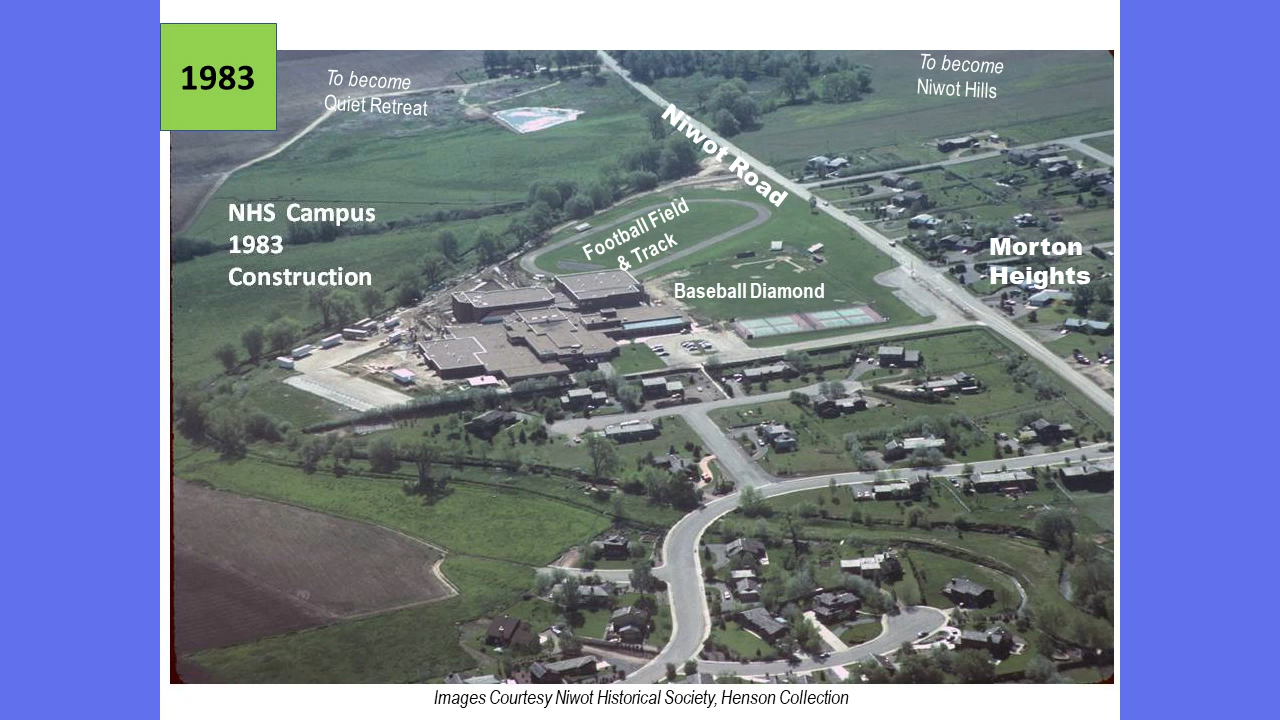 1983
To become
Quiet Retreat
To become
Niwot Hills
Niwot Road
NHS Campus
1983
Construction
Football Field
& Track
Morton
Heights
Baseball Diamond
Images Courtesy Niwot Historical Society, Henson Collection